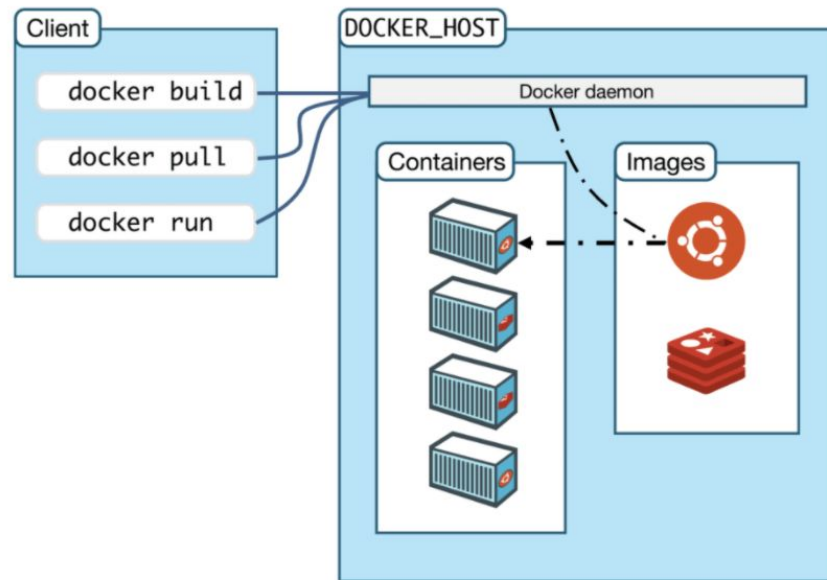 Client
docker build
docker pull
docker run
DOCKER_HOST
Docker daemon
Containers
Images